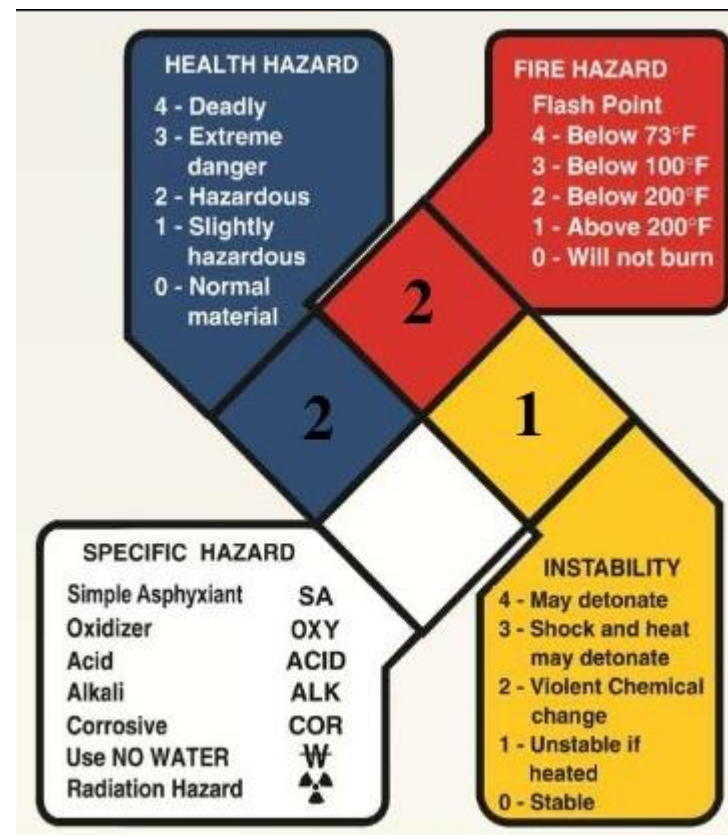 HEALTH HAZARD
4 - Deadly
3 - Extreme
danger
2 - Hazardous
1 - Slightly
hazardous
0 - Normal
material
FIRE HAZARD
Flash Point
4 - Below 73°F
3 - Below 100°F
2 - Below 200°F
1 - Above 200°F
0 - Will not burn
2
2
1
SPECIFIC HAZARD
Simple Asphyxiant SA
Oxidizer OXY
Acid ACID
Alkali ALK
Corrosive COR
Use NO WATER W̶
Radiation Hazard
INSTABILITY
4 - May detonate
3 - Shock and heat
may detonate
2 - Violent Chemical
change
1 - Unstable if
heated
0 - Stable